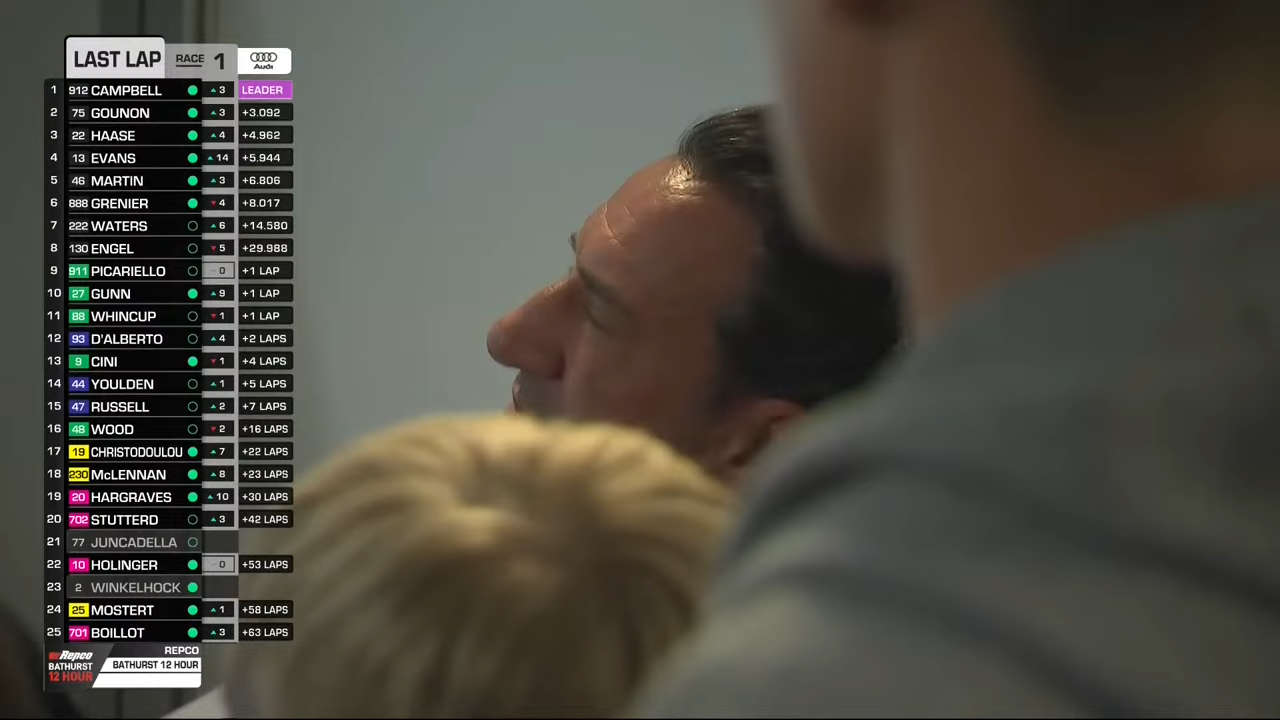 LAST LAP RACE 1 Audi
1 912 CAMPBELL 3 LEADER
2 75 GOUNON 3 +3.092
3 22 HAASE 4 +4.962
4 13 EVANS 14 +5.944
5 46 MARTIN 3 +6.806
6 888 GRENIER 4 +8.017
7 222 WATERS 6 +14.580
8 130 ENGEL 5 +29.988
9 911 PICARIELLO 0 +1 LAP
10 27 GUNN 9 +1 LAP
11 88 WHINCUP 1 +1 LAP
12 93 D'ALBERTO 4 +2 LAPS
13 9 CINI 1 +4 LAPS
14 44 YOULDEN 1 +5 LAPS
15 47 RUSSELL 2 +7 LAPS
16 48 WOOD 2 +16 LAPS
17 19 CHRISTODOULOU 7 +22 LAPS
18 230 McLENNAN 8 +23 LAPS
19 20 HARGRAVES 10 +30 LAPS
20 702 STUTTERD 3 +42 LAPS
21 77 JUNCADELLA
22 10 HOLINGER 0 +53 LAPS
23 2 WINKELHOCK
24 25 MOSTERT 1 +58 LAPS
25 701 BOILLOT 3 +63 LAPS
Repco
BATHURST
12 HOUR
REPCO
BATHURST 12 HOUR